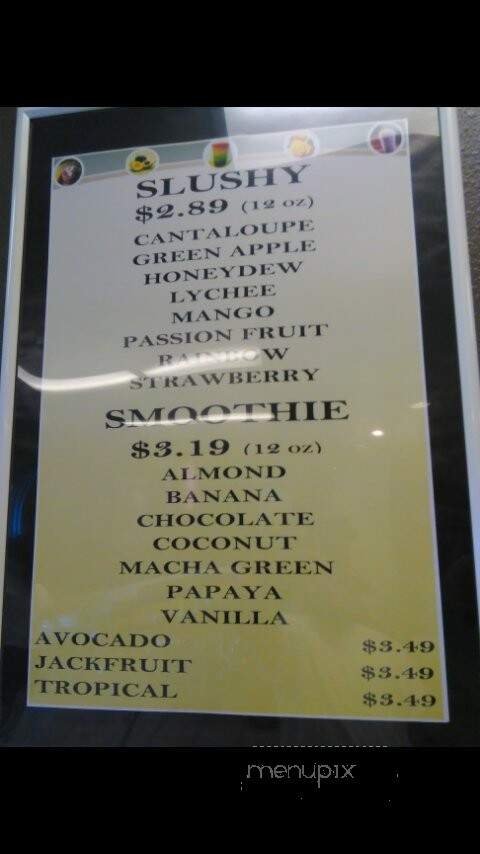 SLUSHY
$2.89 (12 oz)
CANTALOUPE
GREEN APPLE
HONEYDEW
LYCHEE
MANGO
PASSION FRUIT
RAINBOW
STRAWBERRY
SMOOTHIE
$3.19 (12 oz)
ALMOND
BANANA
CHOCOLATE
COCONUT
MACHA GREEN
PAPAYA
VANILLA
AVOCADO $3.49
JACKFRUIT $3.49
TROPICAL $3.49
menupix